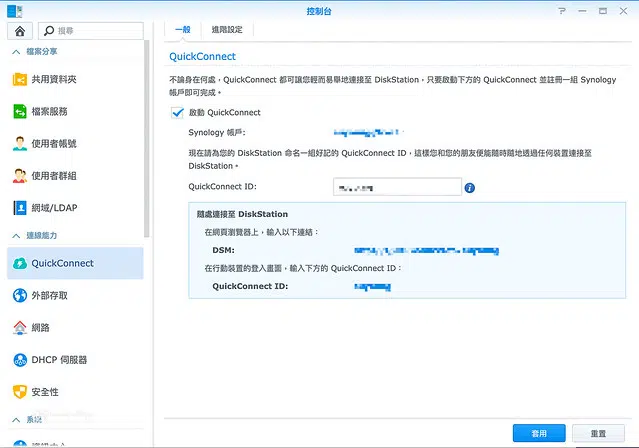 控制台
搜尋
一般
進階設定
檔案分享
共用資料夾
檔案服務
使用者帳號
使用者群組
網域/LDAP
連線能力
QuickConnect
外部存取
網路
DHCP 伺服器
安全性
QuickConnect
不論身在何處，QuickConnect 都可讓您輕而易舉地連接至 DiskStation，只要啟動下方的 QuickConnect 並註冊一組 Synology
帳戶即可完成。
啟動 QuickConnect
Synology 帳戶:
現在請為您的 DiskStation 命名一組好記的 QuickConnect ID，這樣您和您的朋友便能隨時隨地透過任何裝置連接至
DiskStation。
QuickConnect ID:
隨處連接至 DiskStation
在網頁瀏覽器上，輸入以下連結：
DSM:
在行動裝置的登入畫面，輸入下方的 QuickConnect ID：
QuickConnect ID:
套用
重置